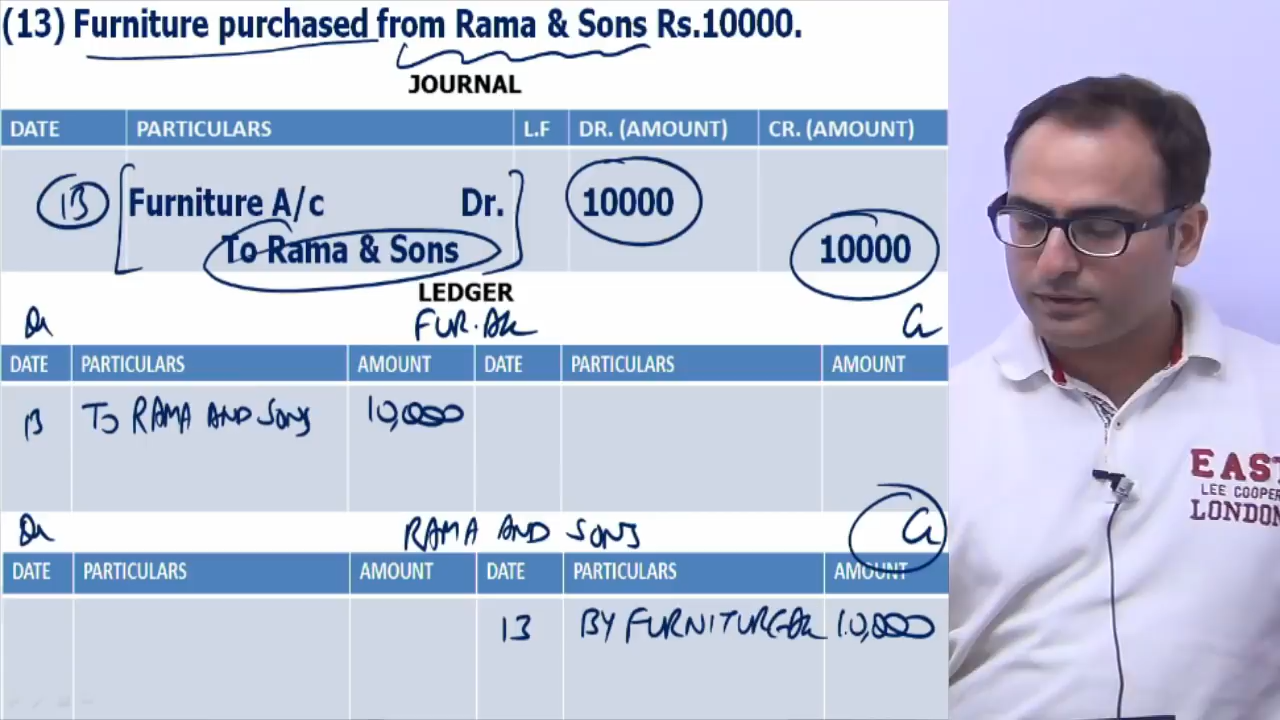 (13) Furniture purchased from Rama & Sons Rs.10000.
JOURNAL
DATE PARTICULARS L.F DR. (AMOUNT) CR. (AMOUNT)
13 Furniture A/c Dr. 10000
To Rama & Sons 10000
LEDGER
Dr FUR. A/c Cr
DATE PARTICULARS AMOUNT DATE PARTICULARS AMOUNT
13 TO RAMA AND SONS 10,000
Dr RAMA AND SONS Cr
DATE PARTICULARS AMOUNT DATE PARTICULARS AMOUNT
13 BY FURNITURE A/c 10,000
EAST
LEE COOPER
LONDON